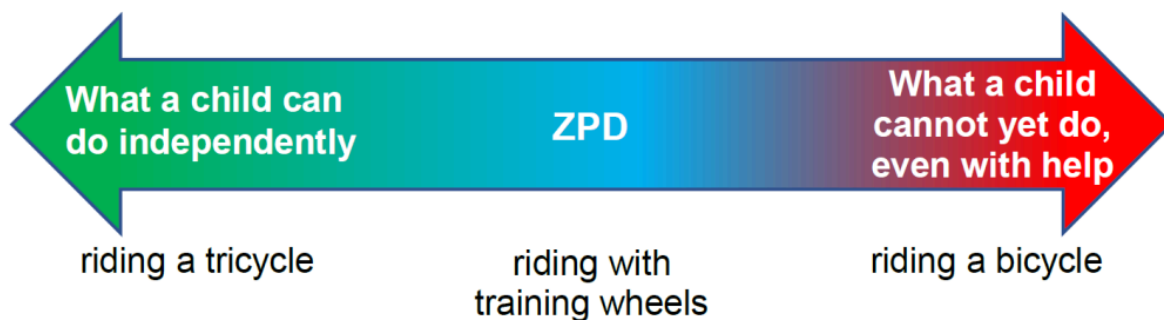 What a child can
do independently
ZPD
What a child
cannot yet do,
even with help
riding a tricycle
riding with
training wheels
riding a bicycle